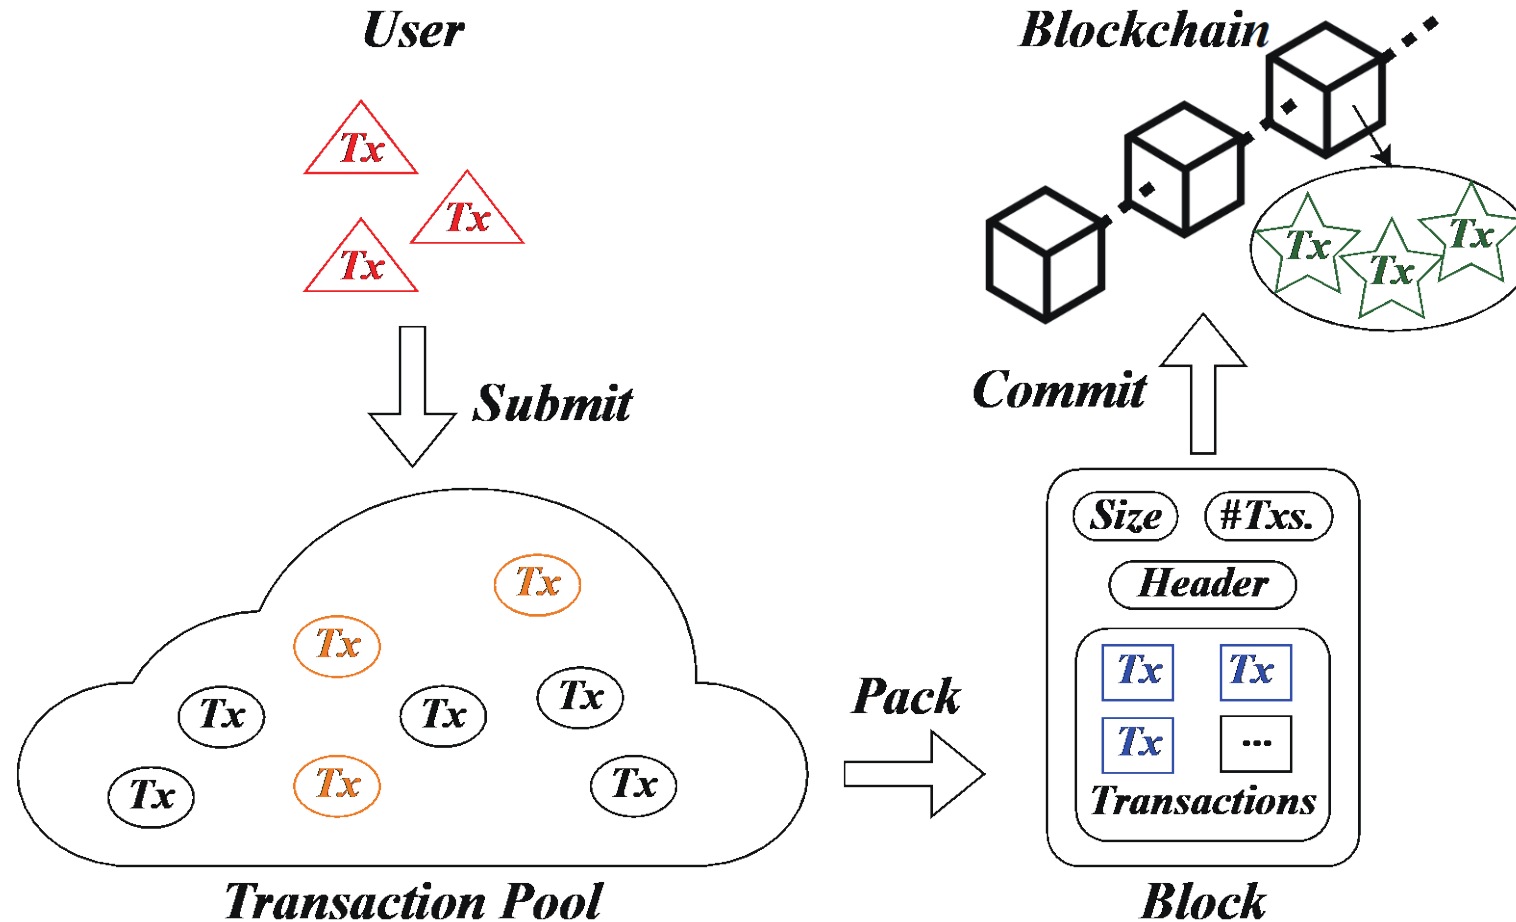 User
Tx
Tx
Tx
Submit
Tx
Tx
Tx
Tx
Tx
Tx
Tx
Tx
Transaction Pool
Pack
Blockchain
Tx
Tx
Tx
Commit
Size
#Txs.
Header
Tx
Tx
Tx
...
Transactions
Block